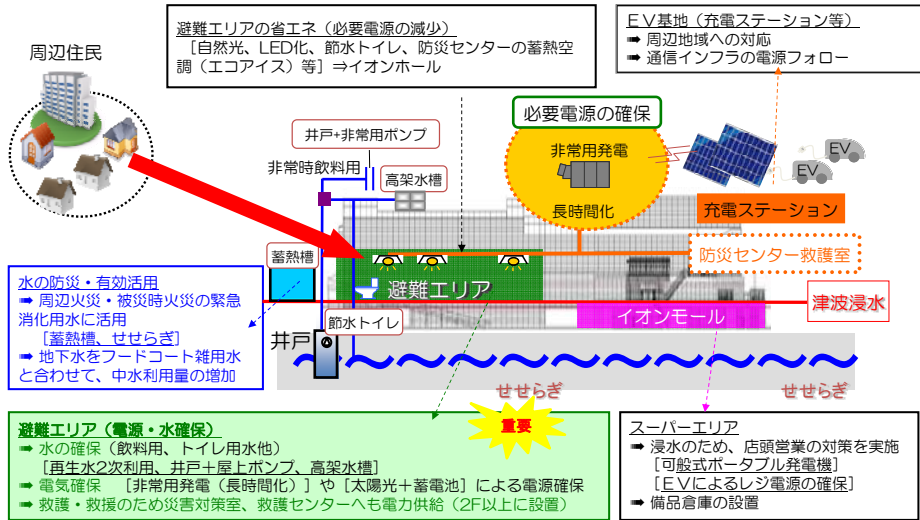 避難エリアの省エネ（必要電源の減少）
［自然光、LED化、節水トイレ、防災センターの蓄熱空
調（エコアイス）等］⇒イオンホール
ＥＶ基地（充電ステーション等）
➠ 周辺地域への対応
➠ 通信インフラの電源フォロー
周辺住民
必要電源の確保
井戸+非常用ポンプ
非常用発電
EV
EV
非常時飲料用
高架水槽
長時間化
充電ステーション
蓄熱槽
防災センター救護室
水の防災・有効活用
➠ 周辺火災・被災時火災の緊急
消化用水に活用
［蓄熱槽、せせらぎ］
➠ 地下水をフードコート雑用水
と合わせて、中水利用量の増加
避難エリア
津波浸水
節水トイレ
イオンモール
井戸
せせらぎ
せせらぎ
重要
避難エリア（電源・水確保）
➠ 水の確保（飲料用、トイレ用水他）
［再生水2次利用、井戸＋屋上ポンプ、高架水槽］
➠ 電気確保　［非常用発電（長時間化）］や［太陽光＋蓄電池］による電源確保
➠ 救護・救援のため災害対策室、救護センターへも電力供給（2F以上に設置）
スーパーエリア
➠ 浸水のため、店頭営業の対策を実施
［可般式ポータブル発電機］
［ＥＶによるレジ電源の確保］
➠ 備品倉庫の設置